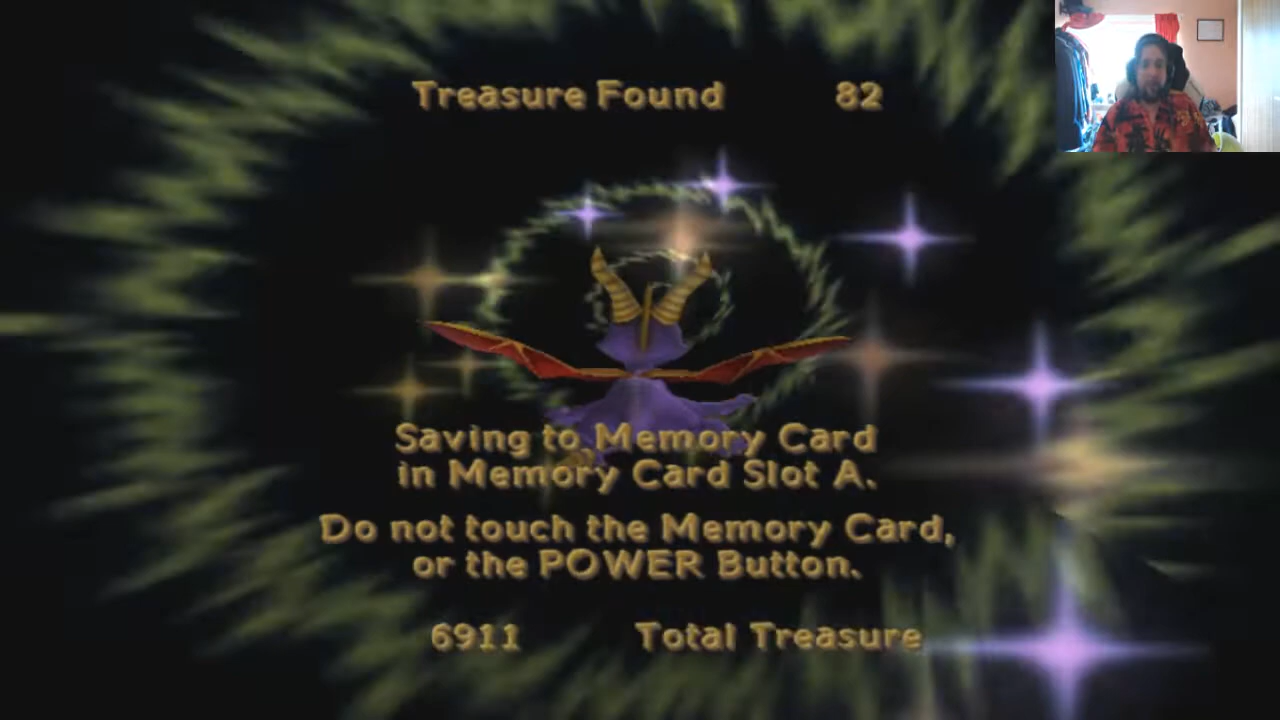 Treasure Found 82
Saving to Memory Card
in Memory Card Slot A.
Do not touch the Memory Card,
or the POWER Button.
6911 Total Treasure